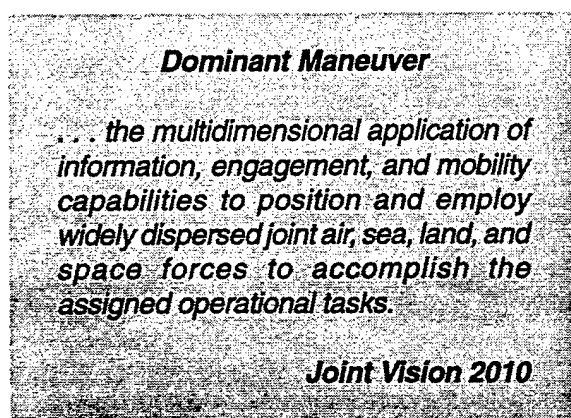 Dominant Maneuver
. . . the multidimensional application of
information, engagement, and mobility
capabilities to position and employ
widely dispersed joint air, sea, land, and
space forces to accomplish the
assigned operational tasks.
Joint Vision 2010